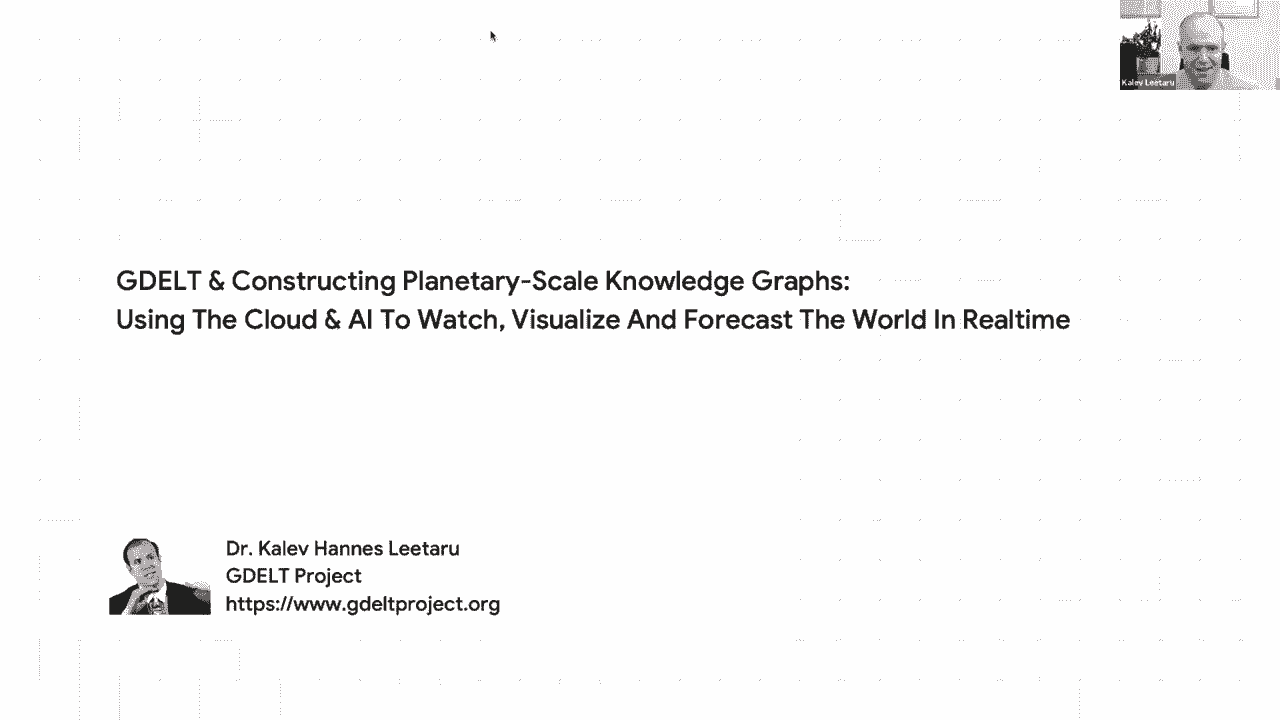 Kalev Leetaru
GDELT & Constructing Planetary-Scale Knowledge Graphs:
Using The Cloud & AI To Watch, Visualize And Forecast The World In Realtime
Dr. Kalev Hannes Leetaru
GDELT Project
https://www.gdeltproject.org